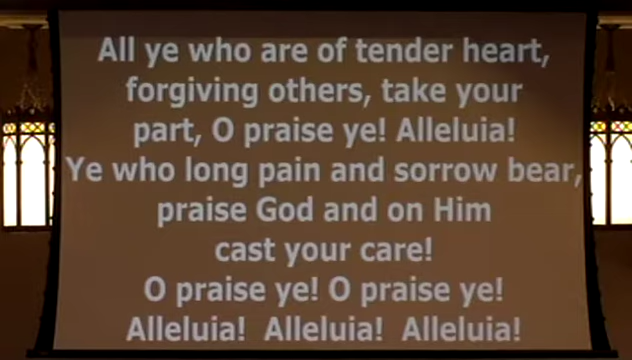 All ye who are of tender heart,
forgiving others, take your
part, O praise ye! Alleluia!
Ye who long pain and sorrow bear,
praise God and on Him
cast your care!
O praise ye! O praise ye!
Alleluia!  Alleluia!  Alleluia!